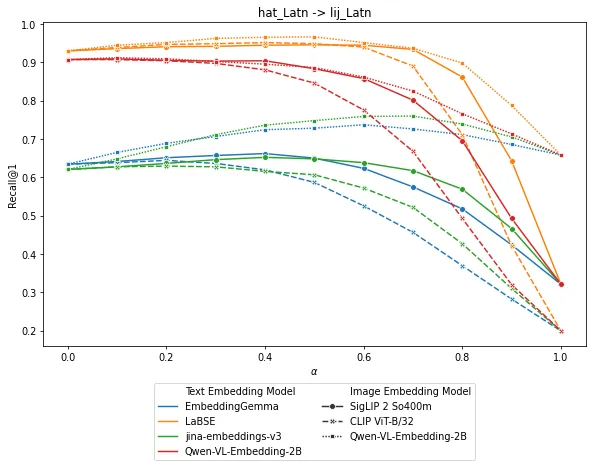 hat_Latn -> lij_Latn
Recall@1
1.0
0.9
0.8
0.7
0.6
0.5
0.4
0.3
0.2
0.0 0.2 0.4 0.6 0.8 1.0
α
Text Embedding Model
EmbeddingGemma
LaBSE
jina-embeddings-v3
Qwen-VL-Embedding-2B
Image Embedding Model
SigLIP 2 So400m
CLIP ViT-B/32
Qwen-VL-Embedding-2B